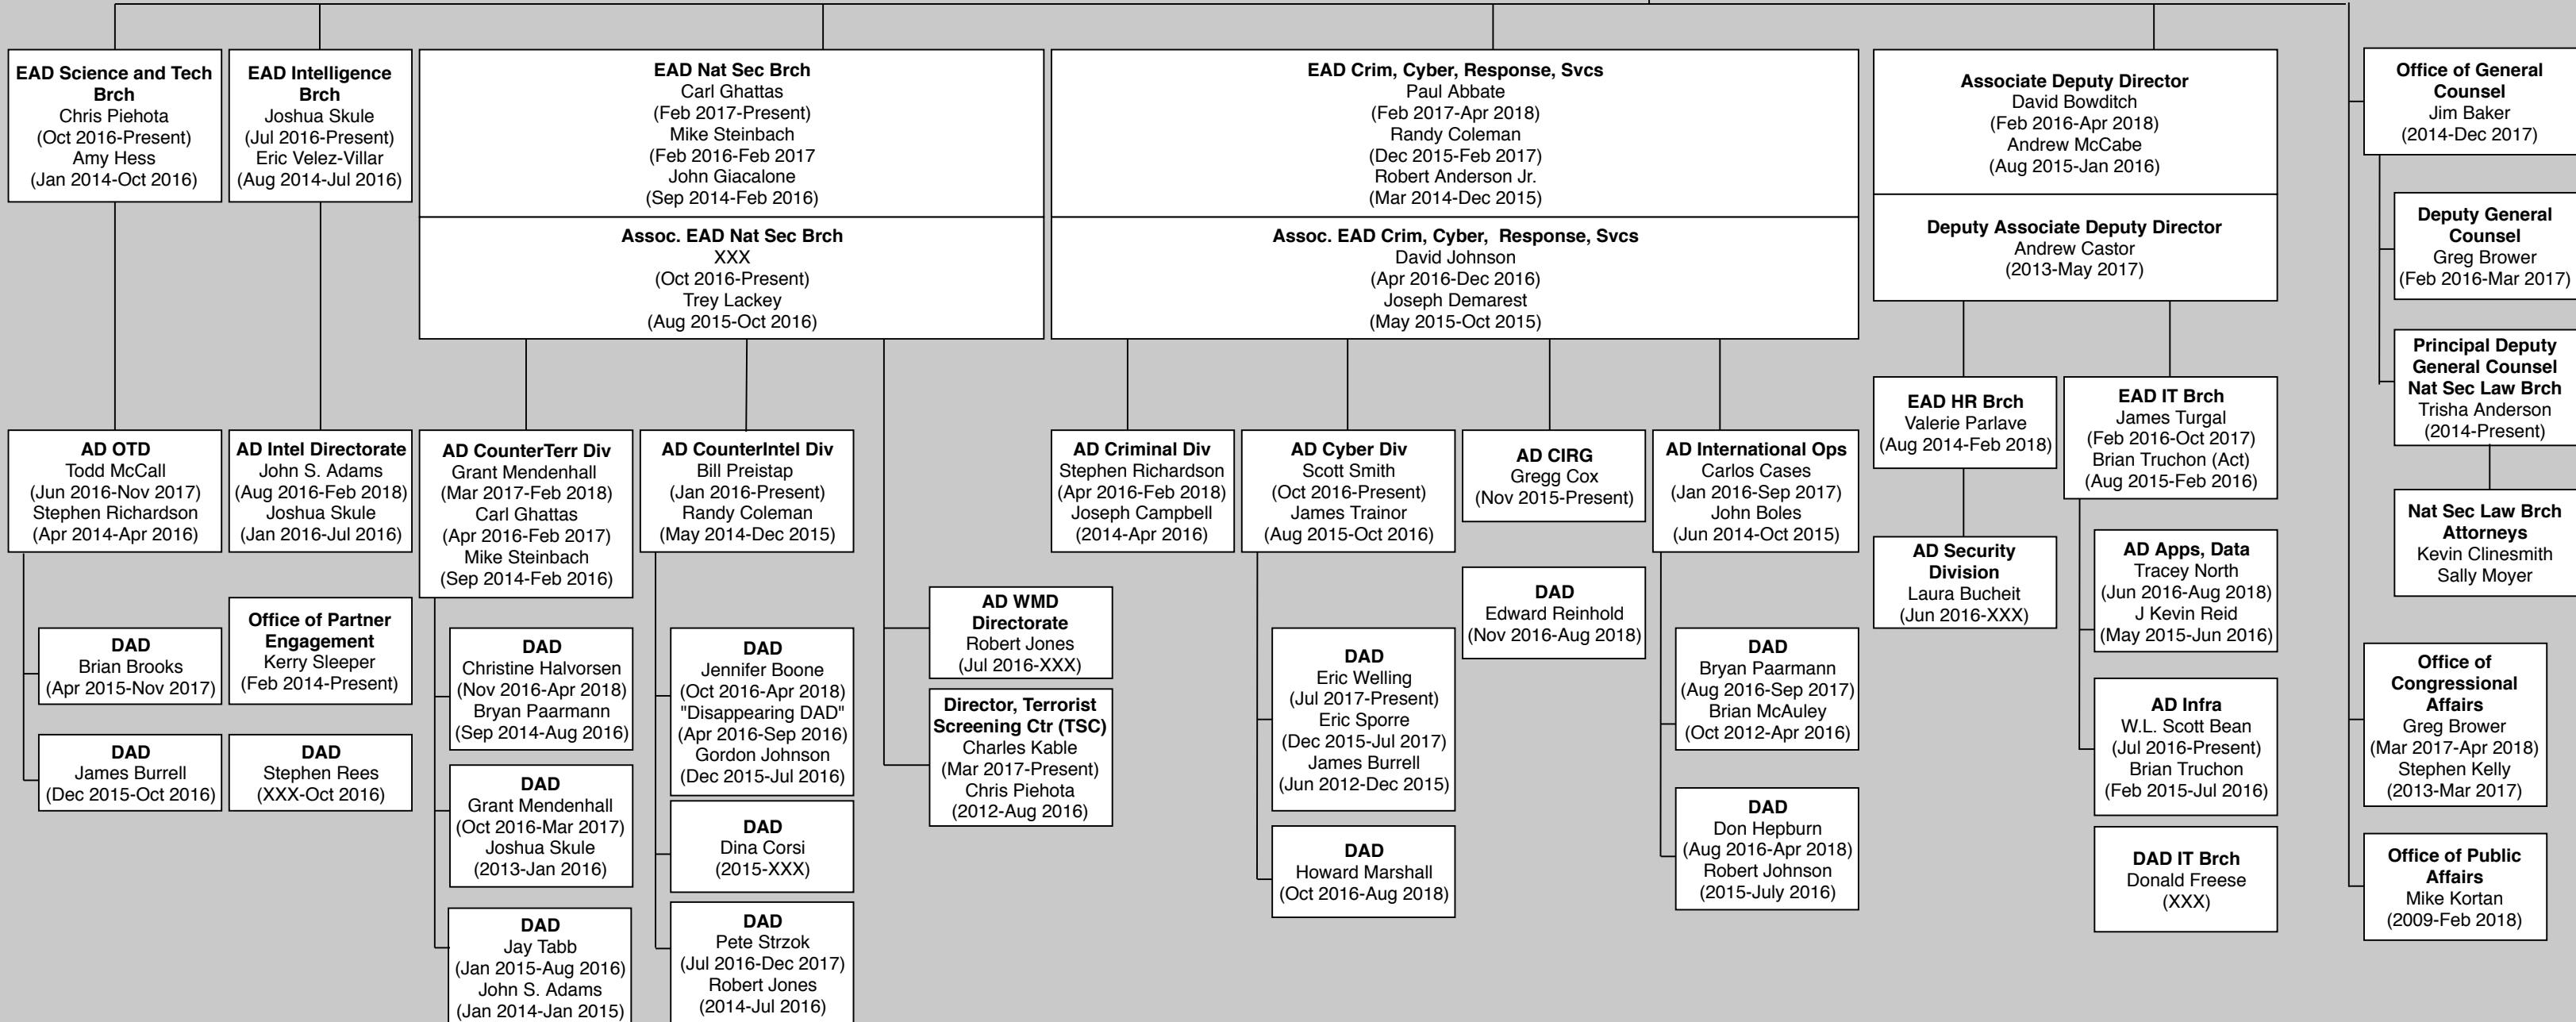 EAD Science and Tech
Brch
Chris Piehota
(Oct 2016-Present)
Amy Hess
(Jan 2014-Oct 2016)
EAD Intelligence
Brch
Joshua Skule
(Jul 2016-Present)
Eric Velez-Villar
(Aug 2014-Jul 2016)
EAD Nat Sec Brch
Carl Ghattas
(Feb 2017-Present)
Mike Steinbach
(Feb 2016-Feb 2017
John Giacalone
(Sep 2014-Feb 2016)
Assoc. EAD Nat Sec Brch
XXX
(Oct 2016-Present)
Trey Lackey
(Aug 2015-Oct 2016)
EAD Crim, Cyber, Response, Svcs
Paul Abbate
(Feb 2017-Apr 2018)
Randy Coleman
(Dec 2015-Feb 2017)
Robert Anderson Jr.
(Mar 2014-Dec 2015)
Assoc. EAD Crim, Cyber, Response, Svcs
David Johnson
(Apr 2016-Dec 2016)
Joseph Demarest
(May 2015-Oct 2015)
Associate Deputy Director
David Bowditch
(Feb 2016-Apr 2018)
Andrew McCabe
(Aug 2015-Jan 2016)
Deputy Associate Deputy Director
Andrew Castor
(2013-May 2017)
Office of General
Counsel
Jim Baker
(2014-Dec 2017)
Deputy General
Counsel
Greg Brower
(Feb 2016-Mar 2017)
Principal Deputy
General Counsel
Nat Sec Law Brch
Trisha Anderson
(2014-Present)
Nat Sec Law Brch
Attorneys
Kevin Clinesmith
Sally Moyer
AD OTD
Todd McCall
(Jun 2016-Nov 2017)
Stephen Richardson
(Apr 2014-Apr 2016)
AD Intel Directorate
John S. Adams
(Aug 2016-Feb 2018)
Joshua Skule
(Jan 2016-Jul 2016)
AD CounterTerr Div
Grant Mendenhall
(Mar 2017-Feb 2018)
Carl Ghattas
(Apr 2016-Feb 2017)
Mike Steinbach
(Sep 2014-Feb 2016)
AD CounterIntel Div
Bill Preistap
(Jan 2016-Present)
Randy Coleman
(May 2014-Dec 2015)
AD Criminal Div
Stephen Richardson
(Apr 2016-Feb 2018)
Joseph Campbell
(2014-Apr 2016)
AD Cyber Div
Scott Smith
(Oct 2016-Present)
James Trainor
(Aug 2015-Oct 2016)
AD CIRG
Gregg Cox
(Nov 2015-Present)
AD International Ops
Carlos Cases
(Jan 2016-Sep 2017)
John Boles
(Jun 2014-Oct 2015)
EAD HR Brch
Valerie Parlave
(Aug 2014-Feb 2018)
EAD IT Brch
James Turgal
(Feb 2016-Oct 2017)
Brian Truchon (Act)
(Aug 2015-Feb 2016)
AD Security
Division
Laura Bucheit
(Jun 2016-XXX)
AD Apps, Data
Tracey North
(Jun 2016-Aug 2018)
J Kevin Reid
(May 2015-Jun 2016)
AD Infra
W.L. Scott Bean
(Jul 2016-Present)
Brian Truchon
(Feb 2015-Jul 2016)
DAD IT Brch
Donald Freese
(XXX)
Office of
Congressional
Affairs
Greg Brower
(Mar 2017-Apr 2018)
Stephen Kelly
(2013-Mar 2017)
Office of Public
Affairs
Mike Kortan
(2009-Feb 2018)
DAD
Brian Brooks
(Apr 2015-Nov 2017)
DAD
James Burrell
(Dec 2015-Oct 2016)
Office of Partner
Engagement
Kerry Sleeper
(Feb 2014-Present)
DAD
Stephen Rees
(XXX-Oct 2016)
DAD
Christine Halvorsen
(Nov 2016-Apr 2018)
Bryan Paarmann
(Sep 2014-Aug 2016)
DAD
Grant Mendenhall
(Oct 2016-Mar 2017)
Joshua Skule
(2013-Jan 2016)
DAD
Jay Tabb
(Jan 2015-Aug 2016)
John S. Adams
(Jan 2014-Jan 2015)
DAD
Jennifer Boone
(Oct 2016-Apr 2018)
"Disappearing DAD"
(Apr 2016-Sep 2016)
Gordon Johnson
(Dec 2015-Jul 2016)
DAD
Dina Corsi
(2015-XXX)
DAD
Pete Strzok
(Jul 2016-Dec 2017)
Robert Jones
(2014-Jul 2016)
AD WMD
Directorate
Robert Jones
(Jul 2016-XXX)
Director, Terrorist
Screening Ctr (TSC)
Charles Kable
(Mar 2017-Present)
Chris Piehota
(2012-Aug 2016)
DAD
Eric Welling
(Jul 2017-Present)
Eric Sporre
(Dec 2015-Jul 2017)
James Burrell
(Jun 2012-Dec 2015)
DAD
Howard Marshall
(Oct 2016-Aug 2018)
DAD
Edward Reinhold
(Nov 2016-Aug 2018)
DAD
Bryan Paarmann
(Aug 2016-Sep 2017)
Brian McAuley
(Oct 2012-Apr 2016)
DAD
Don Hepburn
(Aug 2016-Apr 2018)
Robert Johnson
(2015-July 2016)